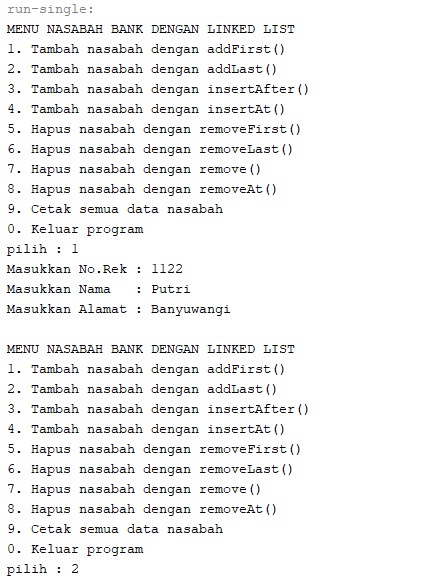 run-single:
MENU NASABAH BANK DENGAN LINKED LIST
1. Tambah nasabah dengan addFirst()
2. Tambah nasabah dengan addLast()
3. Tambah nasabah dengan insertAfter()
4. Tambah nasabah dengan insertAt()
5. Hapus nasabah dengan removeFirst()
6. Hapus nasabah dengan removeLast()
7. Hapus nasabah dengan remove()
8. Hapus nasabah dengan removeAt()
9. Cetak semua data nasabah
0. Keluar program
pilih : 1
Masukkan No.Rek : 1122
Masukkan Nama   : Putri
Masukkan Alamat : Banyuwangi

MENU NASABAH BANK DENGAN LINKED LIST
1. Tambah nasabah dengan addFirst()
2. Tambah nasabah dengan addLast()
3. Tambah nasabah dengan insertAfter()
4. Tambah nasabah dengan insertAt()
5. Hapus nasabah dengan removeFirst()
6. Hapus nasabah dengan removeLast()
7. Hapus nasabah dengan remove()
8. Hapus nasabah dengan removeAt()
9. Cetak semua data nasabah
0. Keluar program
pilih : 2